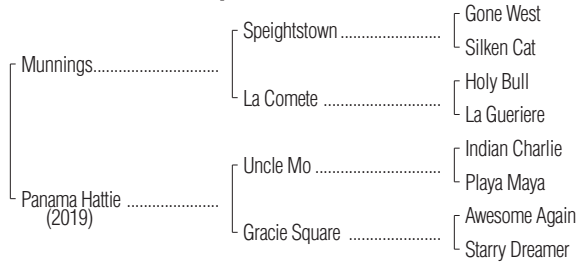 Gone West
Speightstown
Silken Cat
Munnings
Holy Bull
La Comete
La Gueriere
Indian Charlie
Uncle Mo
Playa Maya
Panama Hattie
(2019)
Awesome Again
Gracie Square
Starry Dreamer